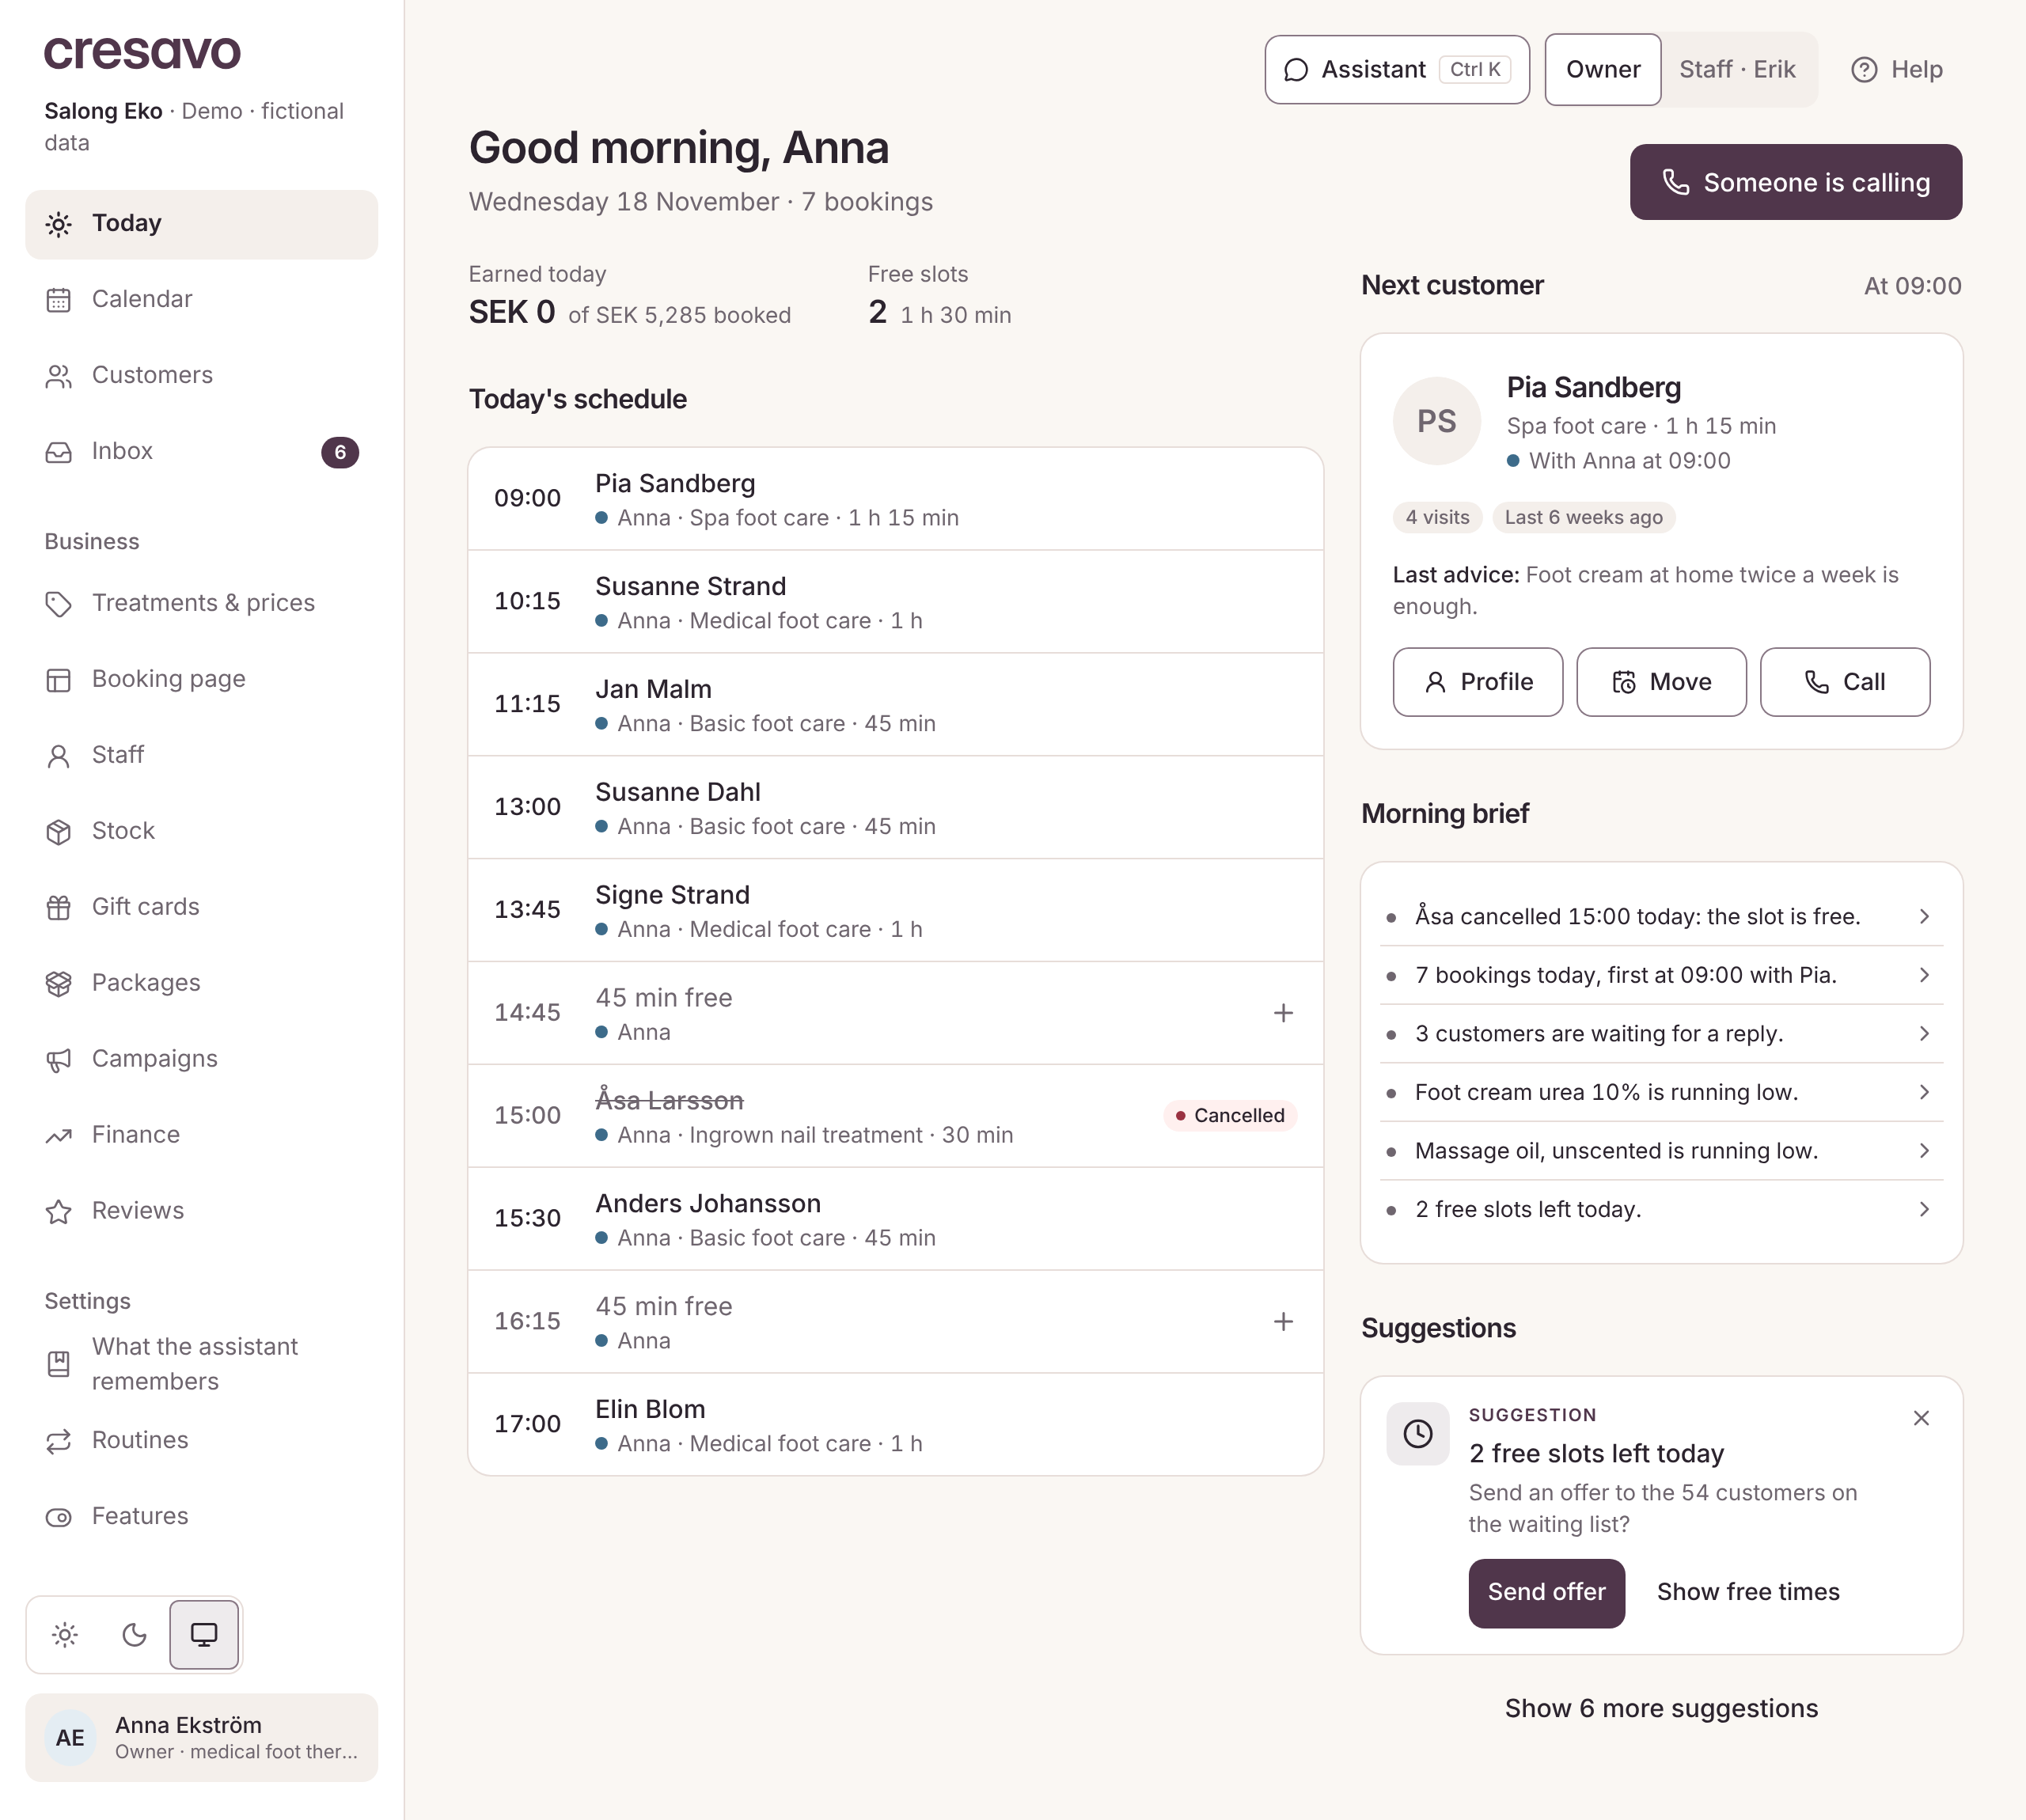 cresavo
Salong Eko · Demo · fictional
data
Today
Calendar
Customers
Inbox
6
Business
Treatments & prices
Booking page
Staff
Stock
Gift cards
Packages
Campaigns
Finance
Reviews
Settings
What the assistant
remembers
Routines
Features
AE
Anna Ekström
Owner · medical foot ther...
Assistant
Ctrl K
Owner
Staff · Erik
Help
Good morning, Anna
Wednesday 18 November · 7 bookings
Someone is calling
Earned today
SEK 0 of SEK 5,285 booked
Free slots
2 1 h 30 min
Today's schedule
09:00
Pia Sandberg
Anna · Spa foot care · 1 h 15 min
10:15
Susanne Strand
Anna · Medical foot care · 1 h
11:15
Jan Malm
Anna · Basic foot care · 45 min
13:00
Susanne Dahl
Anna · Basic foot care · 45 min
13:45
Signe Strand
Anna · Medical foot care · 1 h
14:45
45 min free
Anna
15:00
Åsa Larsson
Anna · Ingrown nail treatment · 30 min
Cancelled
15:30
Anders Johansson
Anna · Basic foot care · 45 min
16:15
45 min free
Anna
17:00
Elin Blom
Anna · Medical foot care · 1 h
Next customer
At 09:00
PS
Pia Sandberg
Spa foot care · 1 h 15 min
With Anna at 09:00
4 visits
Last 6 weeks ago
Last advice: Foot cream at home twice a week is
enough.
Profile
Move
Call
Morning brief
Åsa cancelled 15:00 today: the slot is free.
7 bookings today, first at 09:00 with Pia.
3 customers are waiting for a reply.
Foot cream urea 10% is running low.
Massage oil, unscented is running low.
2 free slots left today.
Suggestions
SUGGESTION
2 free slots left today
Send an offer to the 54 customers on
the waiting list?
Send offer
Show free times
Show 6 more suggestions